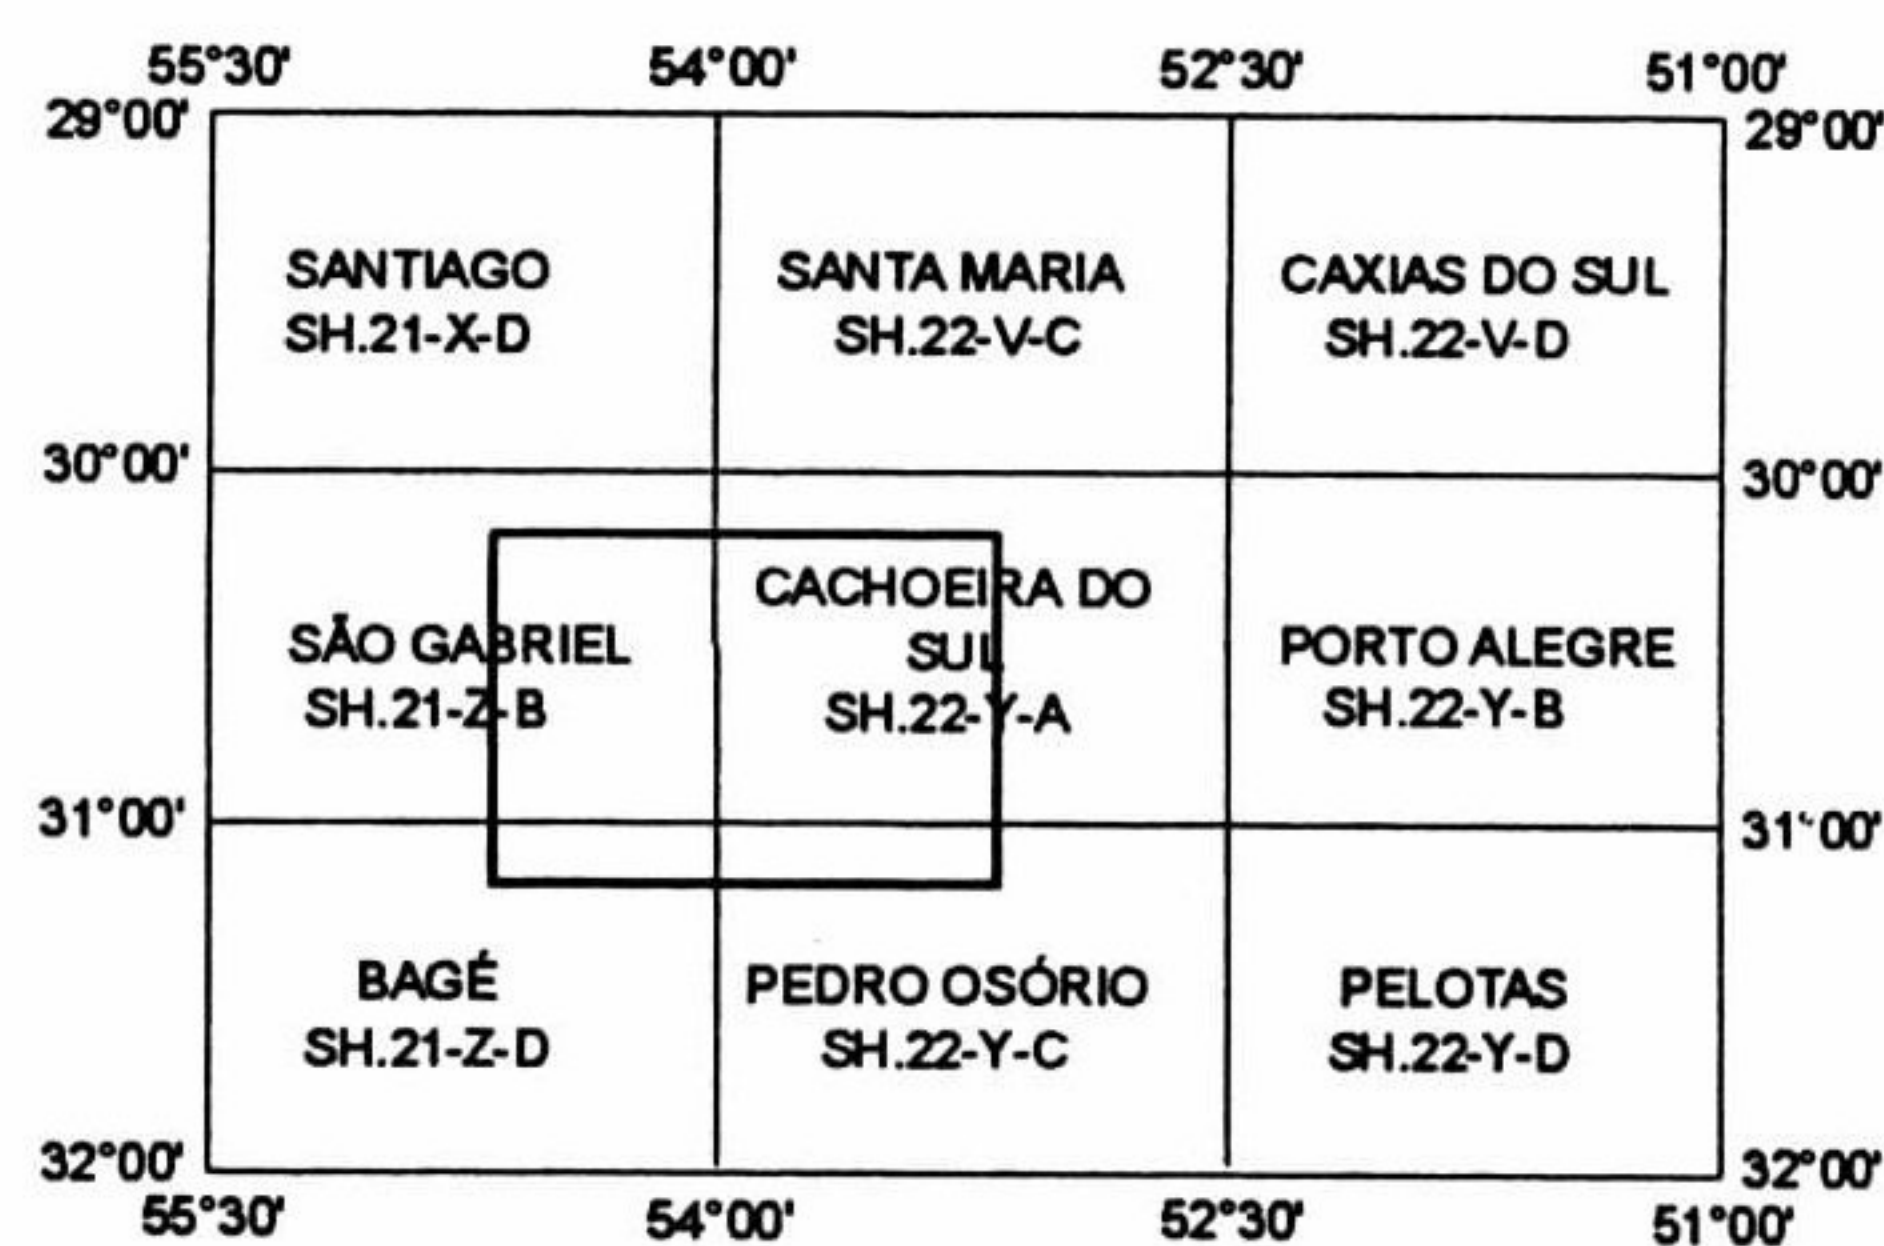 55°30' 54°00' 52°30' 51°00'
29°00' 29°00'
SANTIAGO SANTA MARIA CAXIAS DO SUL
SH.21-X-D SH.22-V-C SH.22-V-D
30°00' 30°00'
CACHOEIRA DO
SÃO GABRIEL SUL PORTO ALEGRE
SH.21-Z-B SH.22-Y-A SH.22-Y-B
31°00' 31°00'
BAGÉ PEDRO OSÓRIO PELOTAS
SH.21-Z-D SH.22-Y-C SH.22-Y-D
32°00' 32°00'
55°30' 54°00' 52°30' 51°00'